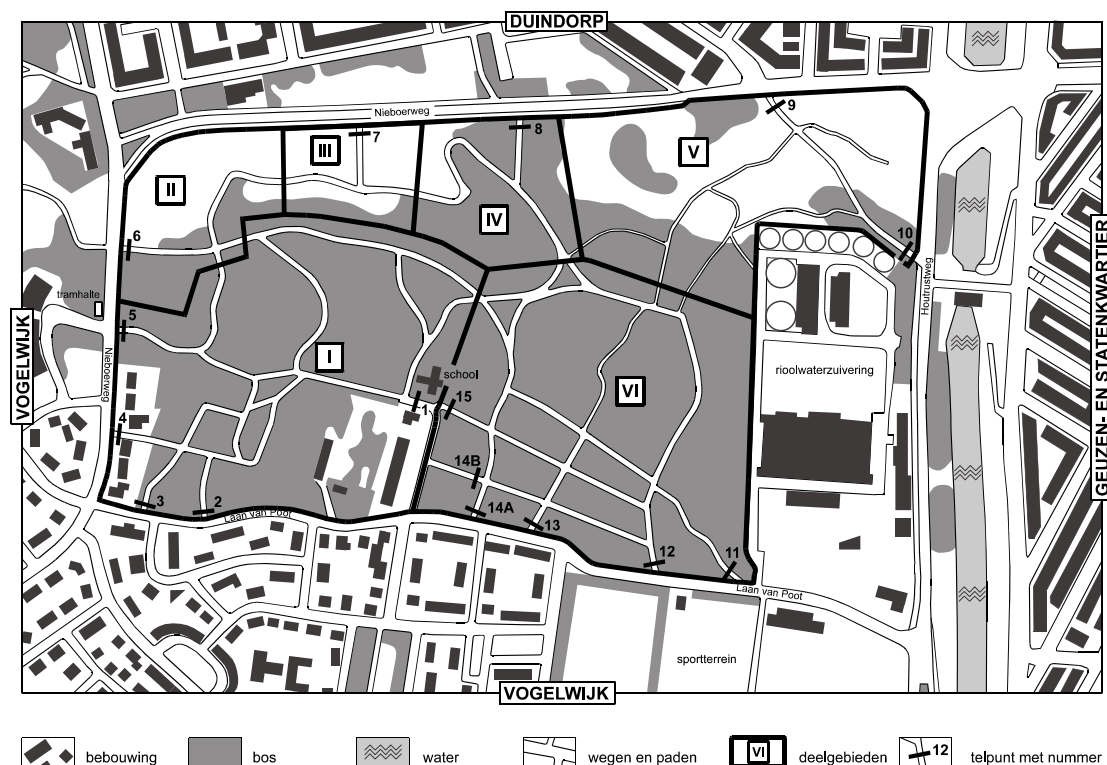 DUINDORP
Nieboerweg
9
7
8
III
V
II
IV
6
10
GEUZEN- EN STATENKWARTIER
tramhalte
Houtrustweg
5
VOGELWIJK
Nieboerweg
I
school
VI
rioolwaterzuivering
1
15
4
14B
3
2
14A
Laan van Poot
13
12
11
Laan van Poot
sportterrein
VOGELWIJK
bebouwing
bos
water
wegen en paden
VI
deelgebieden
12
telpunt met nummer